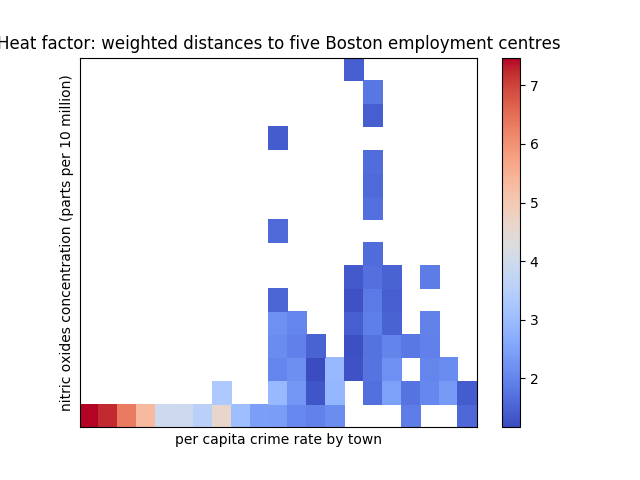 Heat factor: weighted distances to five Boston employment centres
nitric oxides concentration (parts per 10 million)
per capita crime rate by town
7
6
5
4
3
2